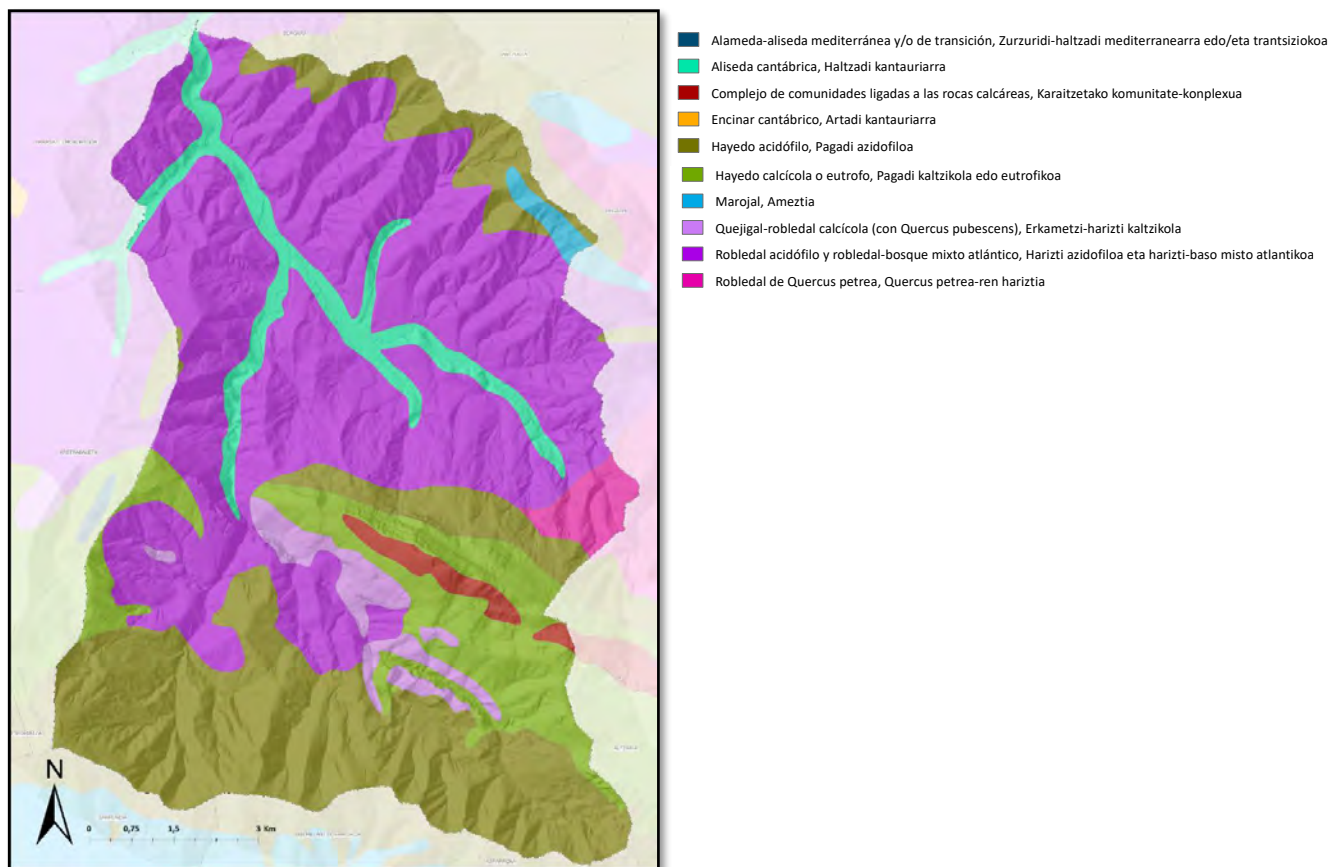 Alameda-aliseda mediterránea y/o de transición, Zurzuridi-haltzadi mediterranearra edo/eta trantsiziokoa
Aliseda cantábrica, Haltzadi kantauriarra
Complejo de comunidades ligadas a las rocas calcáreas, Karaitzetako komunitate-konplexua
Encinar cantábrico, Artadi kantauriarra
Hayedo acidófilo, Pagadi azidofiloa
Hayedo calcícola o eutrofo, Pagadi kaltzikola edo eutrofikoa
Marojal, Ameztia
Quejigal-robledal calcícola (con Quercus pubescens), Erkametzi-harizti kaltzikola
Robledal acidófilo y robledal-bosque mixto atlántico, Harizti azidofiloa eta harizti-baso misto atlantikoa
Robledal de Quercus petrea, Quercus petrea-ren hariztia
N
0 0,75 1,5 3 Km